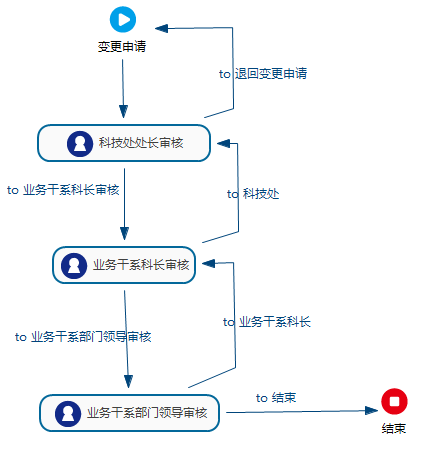 变更申请
to 退回变更申请
科技处处长审核
to 业务干系科长审核
to 科技处
业务干系科长审核
to 业务干系科长
to 业务干系部门领导审核
to 结束
业务干系部门领导审核
结束